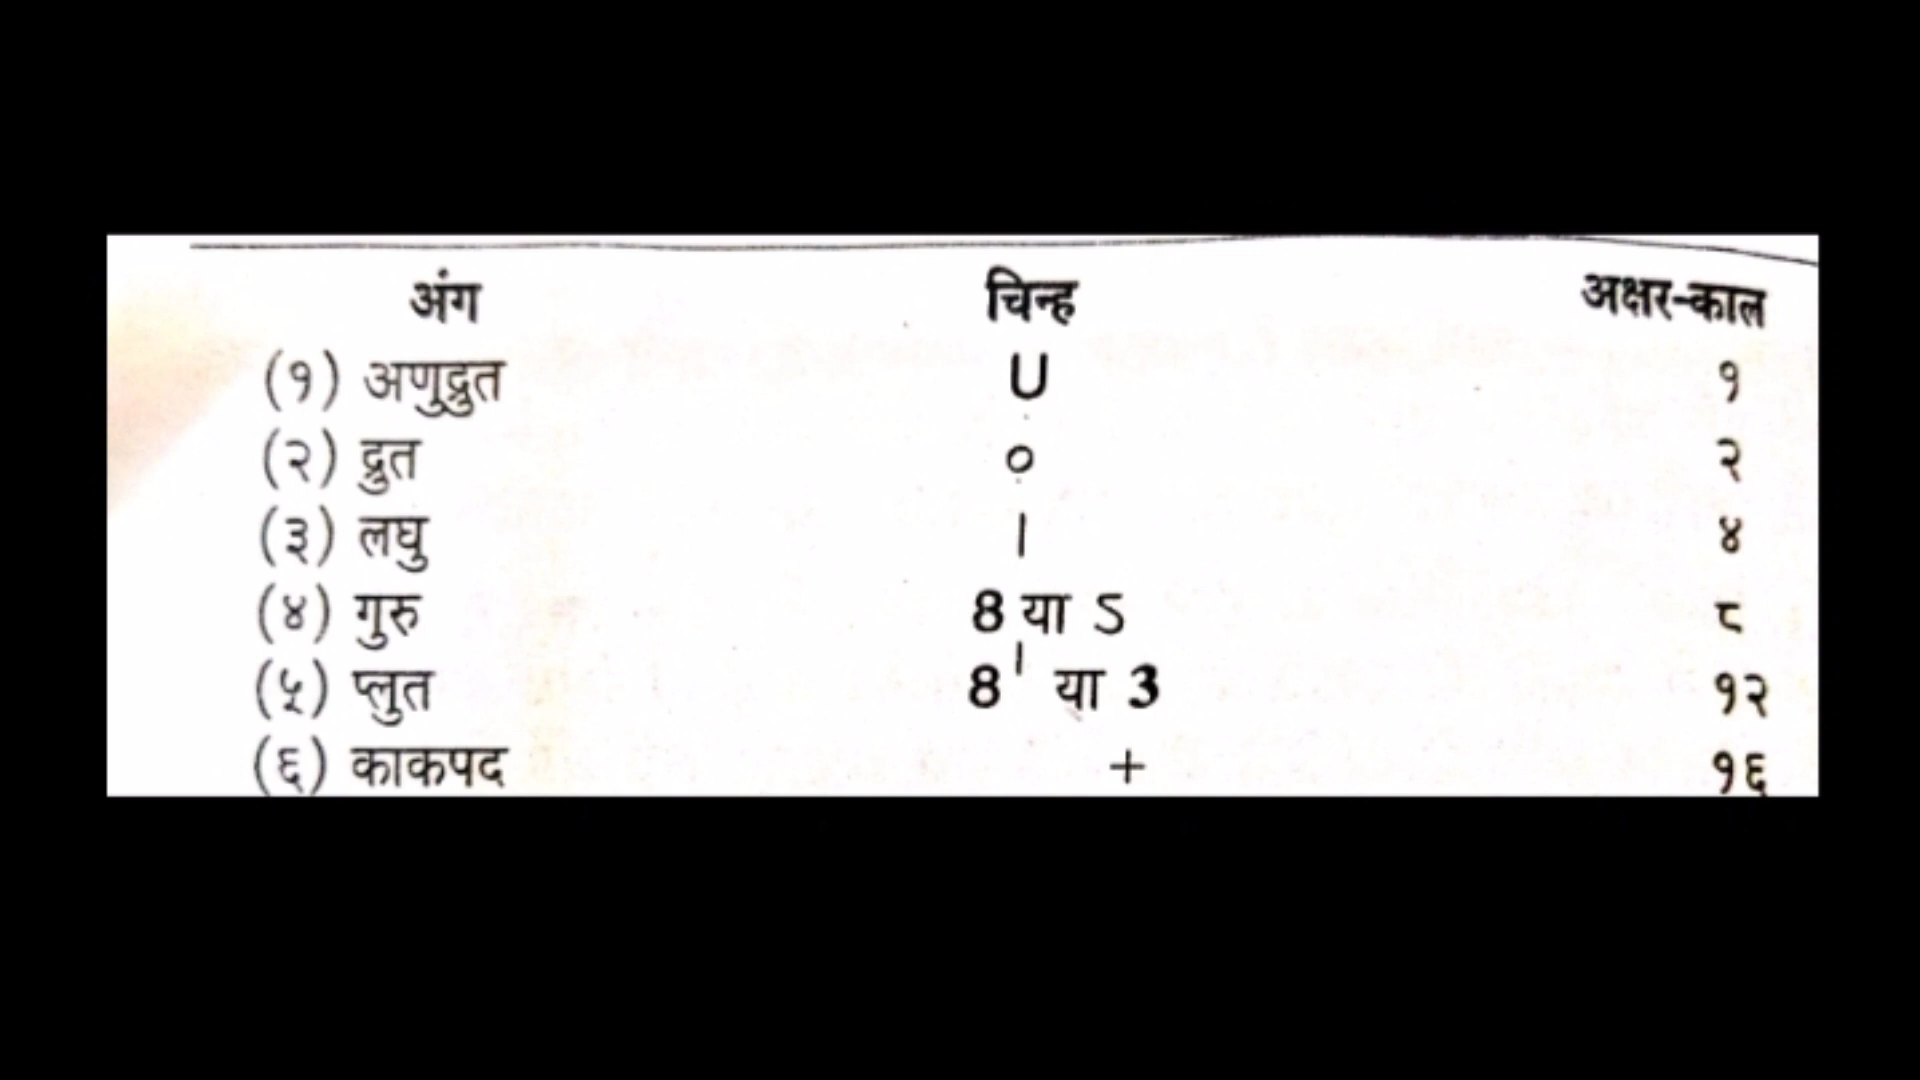 अंग चिन्ह अक्षर-काल
(१) अणुद्रुत U १
(२) द्रुत o २
(३) लघु | ४
(४) गुरु 8 या S ८
(५) प्लुत 8' या 3 १२
(६) काकपद + १६